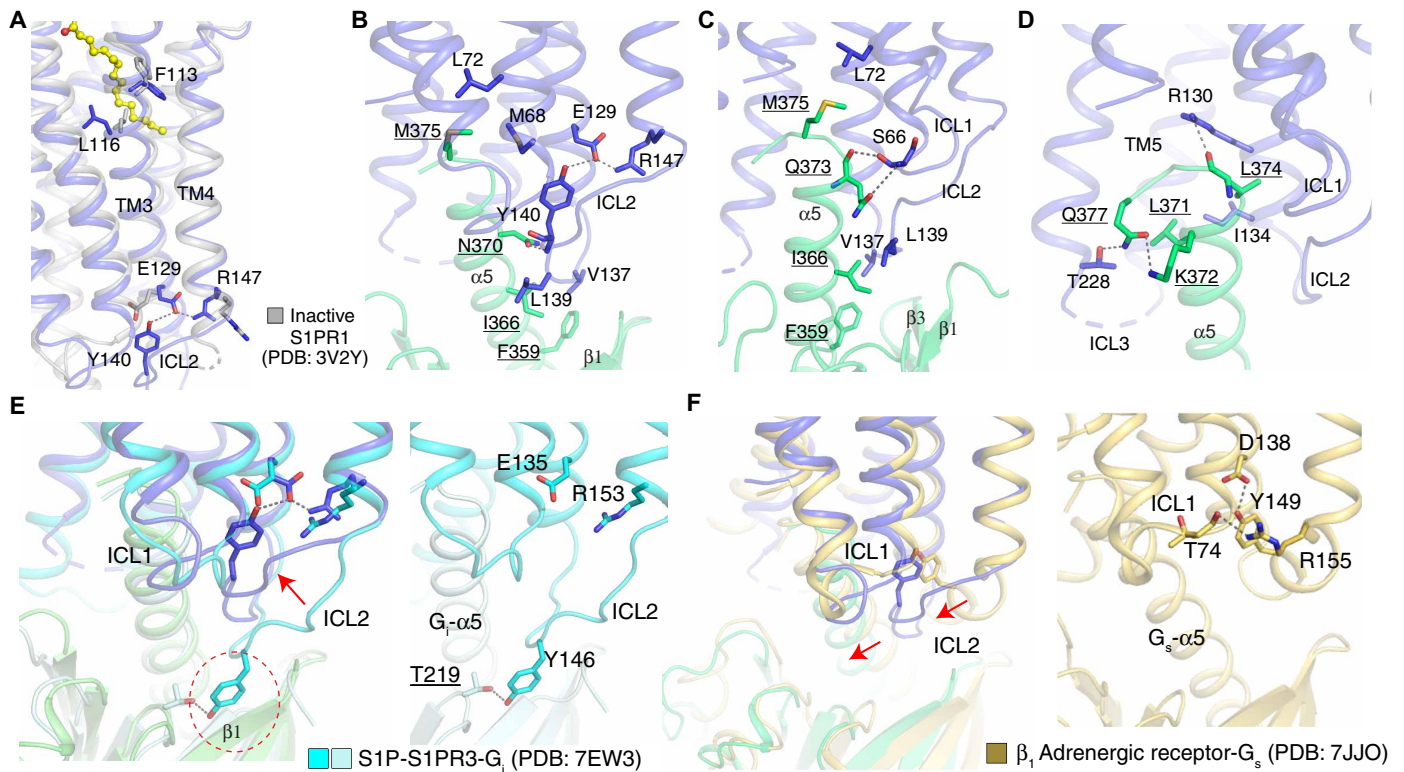 A
F113
L116
TM3
TM4
E129
R147
Y140
ICL2
Inactive
S1PR1
(PDB: 3V2Y)
B
L72
M68
E129
M375
R147
ICL2
Y140
N370
α5
V137
L139
I366
F359
β1
C
L72
M375
S66
ICL1
Q373
ICL2
α5
V137
L139
I366
β3
β1
F359
D
R130
TM5
L374
ICL1
L371
Q377
I134
T228
K372
ICL2
ICL3
α5
E
ICL1
ICL2
β1
E135
R153
ICL2
Gi-α5
Y146
T219
S1P-S1PR3-Gi (PDB: 7EW3)
F
ICL1
ICL2
D138
ICL1
Y149
T74
R155
Gs-α5
β1 Adrenergic receptor-Gs (PDB: 7JJO)